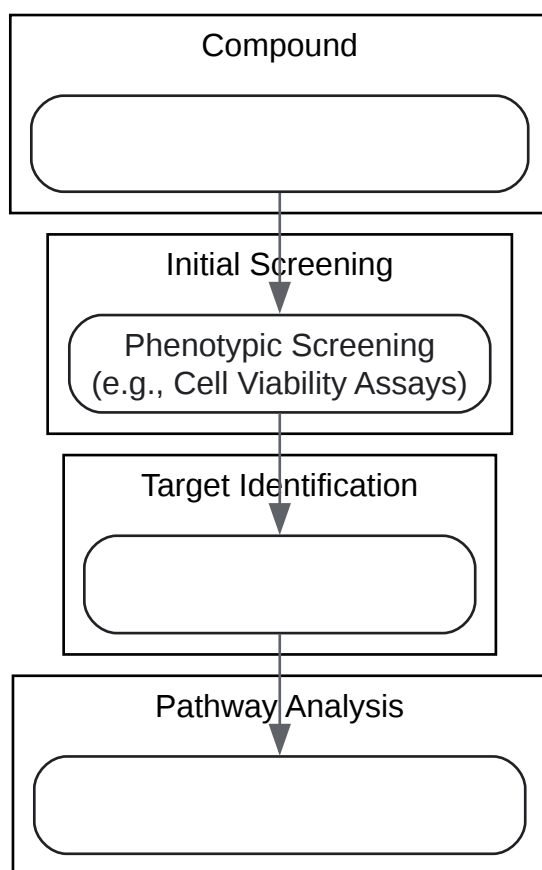 Compound
Initial Screening
Phenotypic Screening
(e.g., Cell Viability Assays)
Target Identification
Pathway Analysis